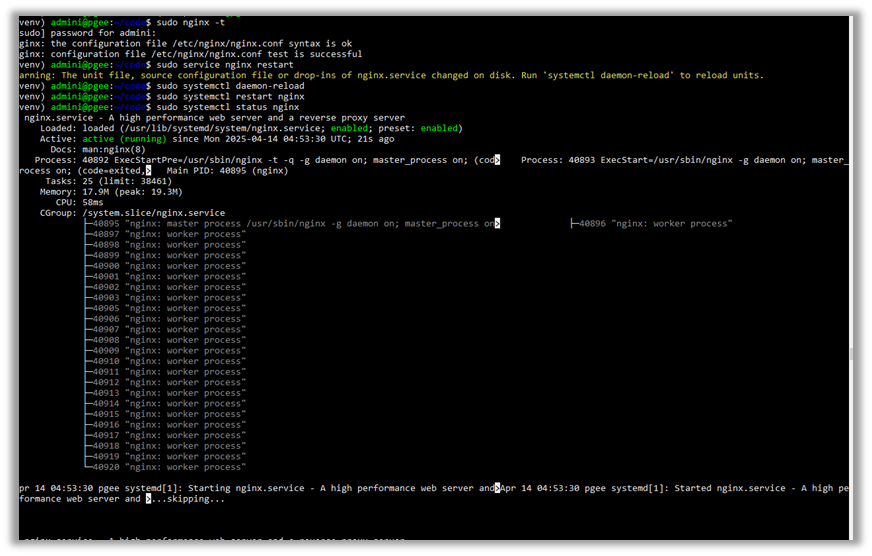 venv) admini@pgee:~/code$ sudo nginx -t
sudo] password for admini:
ginx: the configuration file /etc/nginx/nginx.conf syntax is ok
ginx: configuration file /etc/nginx/nginx.conf test is successful
venv) admini@pgee:~/code$ sudo service nginx restart
arning: The unit file, source configuration file or drop-ins of nginx.service changed on disk. Run 'systemctl daemon-reload' to reload units.
venv) admini@pgee:~/code$ sudo systemctl daemon-reload
venv) admini@pgee:~/code$ sudo systemctl restart nginx
venv) admini@pgee:~/code$ sudo systemctl status nginx
nginx.service - A high performance web server and a reverse proxy server
Loaded: loaded (/usr/lib/systemd/system/nginx.service; enabled; preset: enabled)
Active: active (running) since Mon 2025-04-14 04:53:30 UTC; 21s ago
Docs: man:nginx(8)
Process: 40892 ExecStartPre=/usr/sbin/nginx -t -q -g daemon on; master_process on; (cod> Process: 40893 ExecStart=/usr/sbin/nginx -g daemon on; master_
rocess on; (code=exited,> Main PID: 40895 (nginx)
Tasks: 25 (limit: 38461)
Memory: 17.9M (peak: 19.3M)
CPU: 58ms
CGroup: /system.slice/nginx.service
├─40895 "nginx: master process /usr/sbin/nginx -g daemon on; master_process on> ├─40896 "nginx: worker process"
├─40897 "nginx: worker process"
├─40898 "nginx: worker process"
├─40899 "nginx: worker process"
├─40900 "nginx: worker process"
├─40901 "nginx: worker process"
├─40902 "nginx: worker process"
├─40903 "nginx: worker process"
├─40905 "nginx: worker process"
├─40906 "nginx: worker process"
├─40907 "nginx: worker process"
├─40908 "nginx: worker process"
├─40909 "nginx: worker process"
├─40910 "nginx: worker process"
├─40911 "nginx: worker process"
├─40912 "nginx: worker process"
├─40913 "nginx: worker process"
├─40914 "nginx: worker process"
├─40915 "nginx: worker process"
├─40916 "nginx: worker process"
├─40917 "nginx: worker process"
├─40918 "nginx: worker process"
├─40919 "nginx: worker process"
└─40920 "nginx: worker process"
pr 14 04:53:30 pgee systemd[1]: Starting nginx.service - A high performance web server and>Apr 14 04:53:30 pgee systemd[1]: Started nginx.service - A high pe
formance web server and >...skipping...
nginx.service - A high performance web server and a reverse proxy server